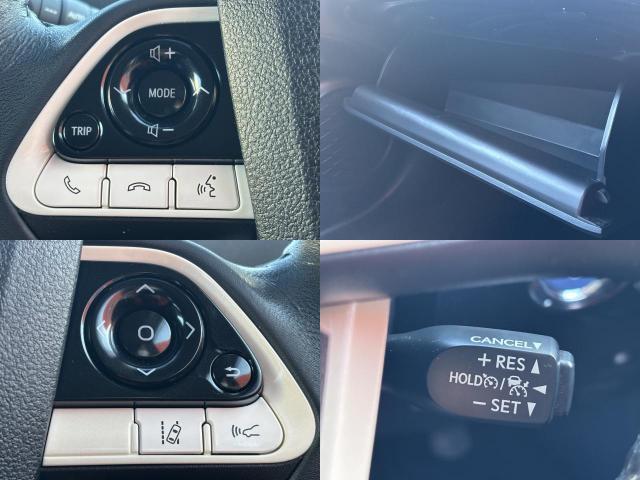 MODE
TRIP
CANCEL
+ RES
HOLD /
− SET